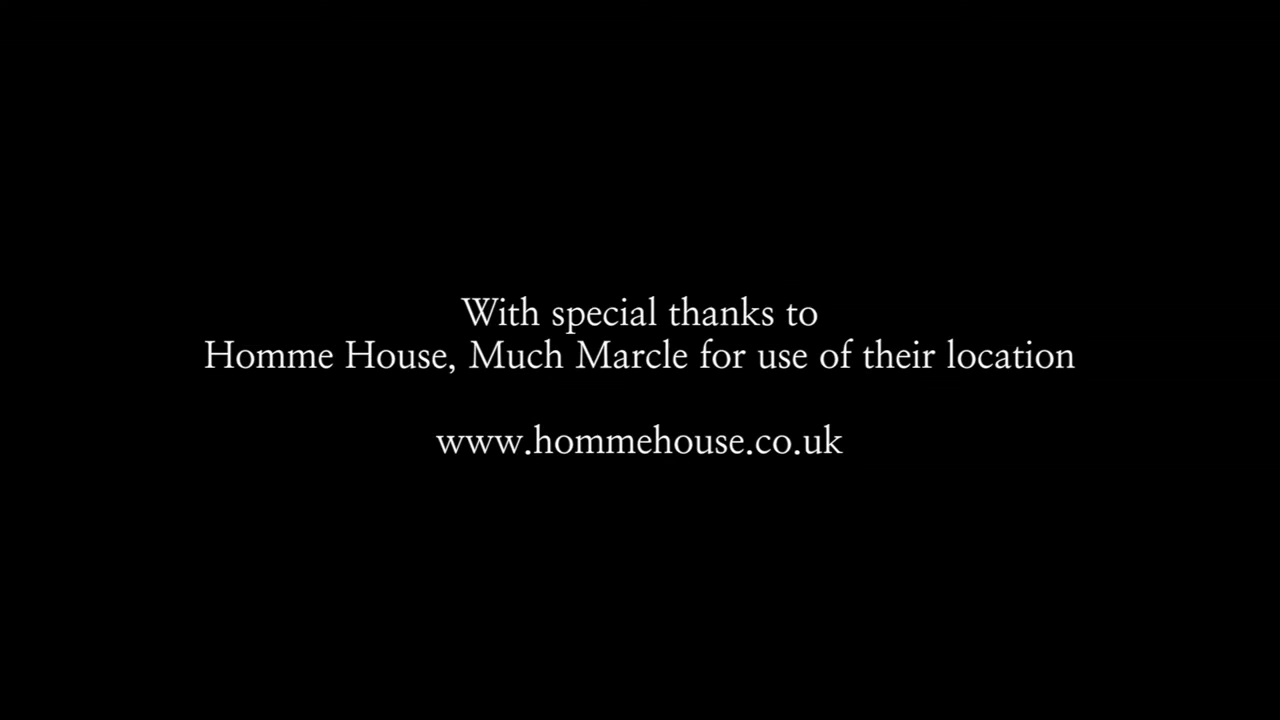 With special thanks to
Homme House, Much Marcle for use of their location
www.hommehouse.co.uk